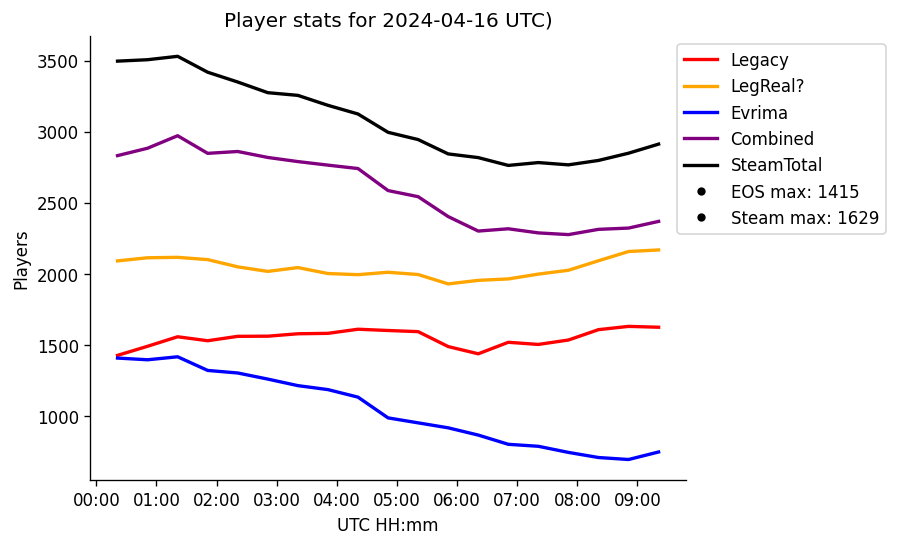 Player stats for 2024-04-16 UTC)
Legacy
LegReal?
Evrima
Combined
SteamTotal
EOS max: 1415
Steam max: 1629
Players
3500
3000
2500
2000
1500
1000
00:00 01:00 02:00 03:00 04:00 05:00 06:00 07:00 08:00 09:00
UTC HH:mm